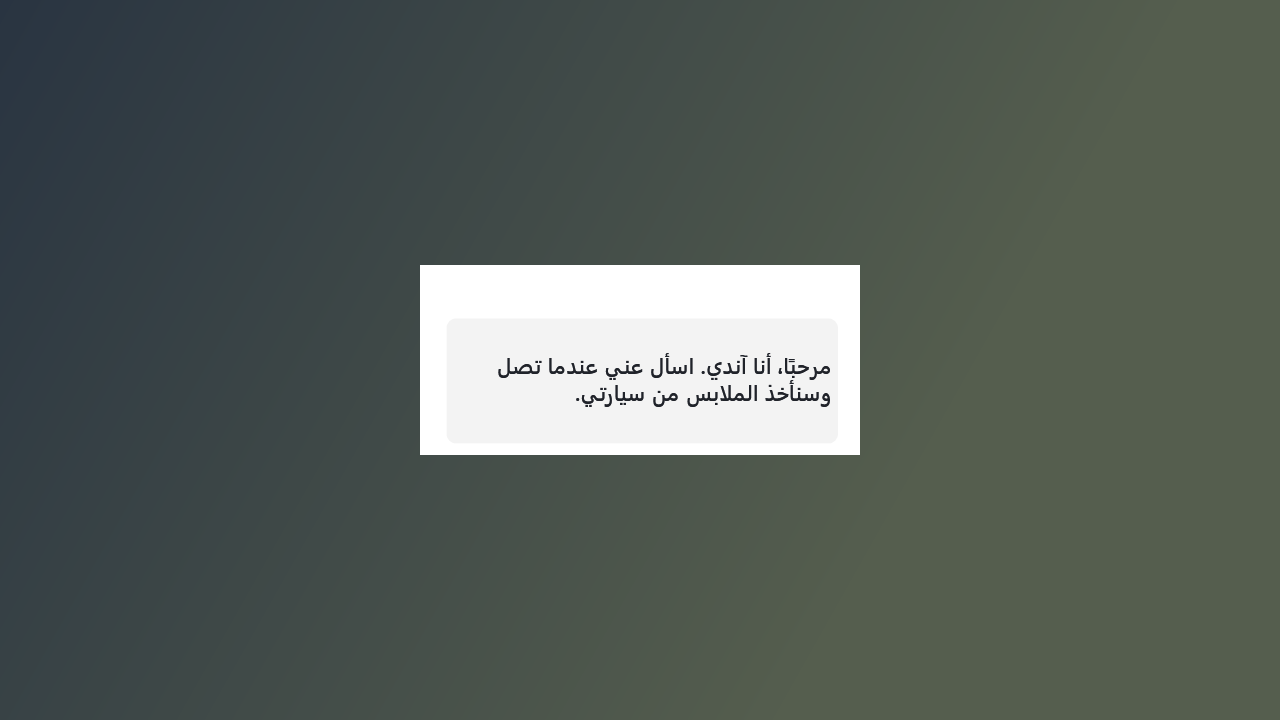 مرحبًا، أنا آندي. اسأل عني عندما تصل
وسنأخذ الملابس من سيارتي.